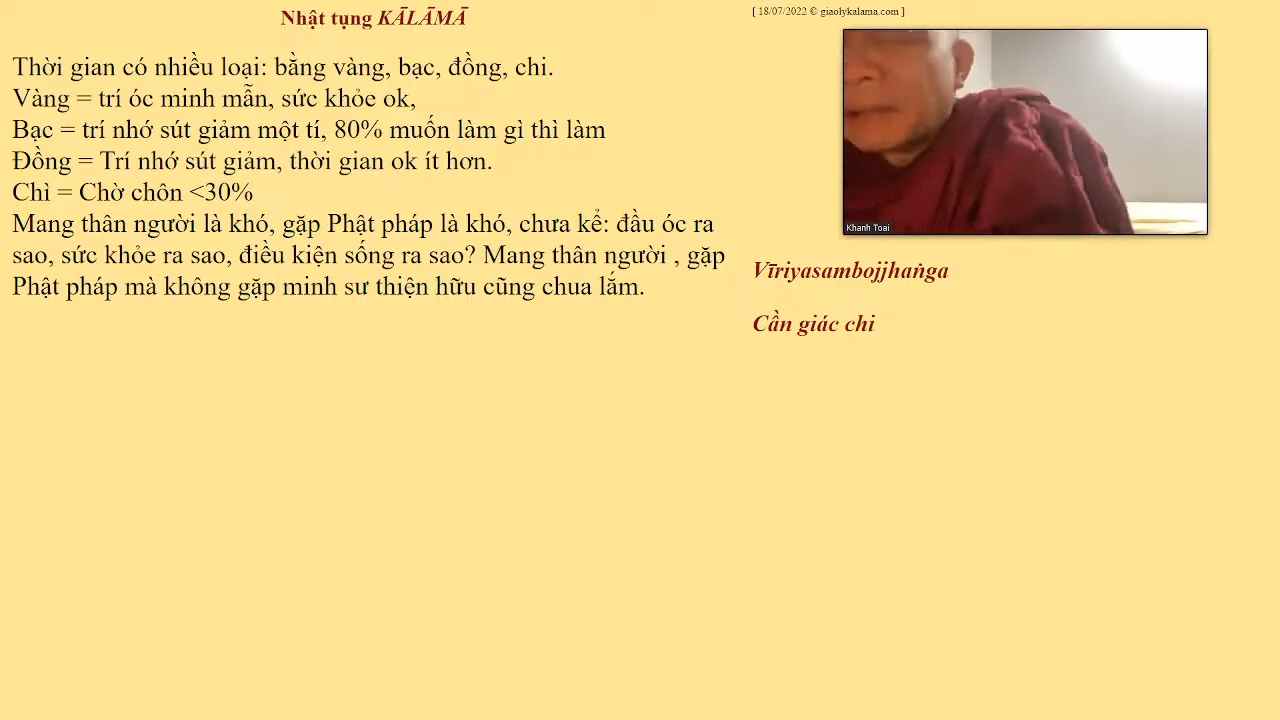 Nhật tụng KĀLĀMĀ
[ 18/07/2022 © giaolykalama.com ]
Thời gian có nhiều loại: bằng vàng, bạc, đồng, chi.
Vàng = trí óc minh mẫn, sức khỏe ok,
Bạc = trí nhớ sút giảm một tí, 80% muốn làm gì thì làm
Đồng = Trí nhớ sút giảm, thời gian ok ít hơn.
Chì = Chờ chôn <30%
Mang thân người là khó, gặp Phật pháp là khó, chưa kể: đầu óc ra
sao, sức khỏe ra sao, điều kiện sống ra sao? Mang thân người , gặp
Phật pháp mà không gặp minh sư thiện hữu cũng chua lắm.
Khanh Toai
Vīriyasambojjhaṅga
Cần giác chi